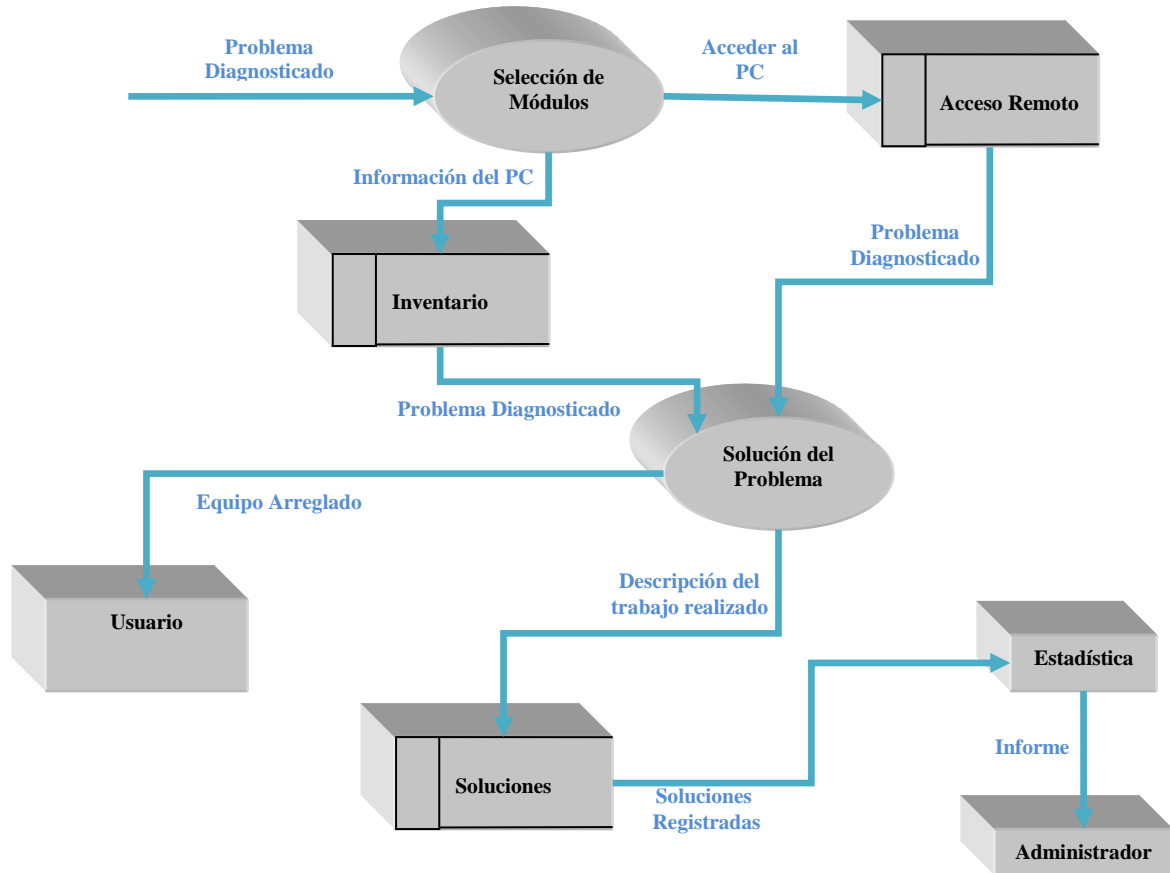 Problema
Diagnosticado
Selección de
Módulos
Acceder al
PC
Acceso Remoto
Información del PC
Inventario
Problema
Diagnosticado
Problema Diagnosticado
Solución del
Problema
Equipo Arreglado
Usuario
Descripción del
trabajo realizado
Estadística
Soluciones
Soluciones
Registradas
Informe
Administrador